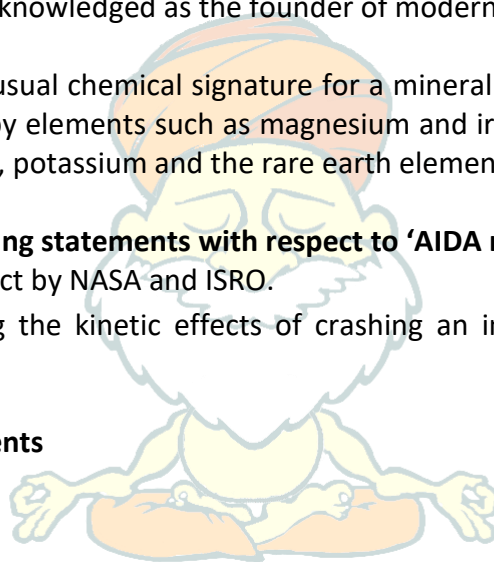 knowledged as the founder of modern
usual chemical signature for a mineral
by elements such as magnesium and ir
, potassium and the rare earth elemen
ng statements with respect to ‘AIDA
ct by NASA and ISRO.
g the kinetic effects of crashing an i
ents